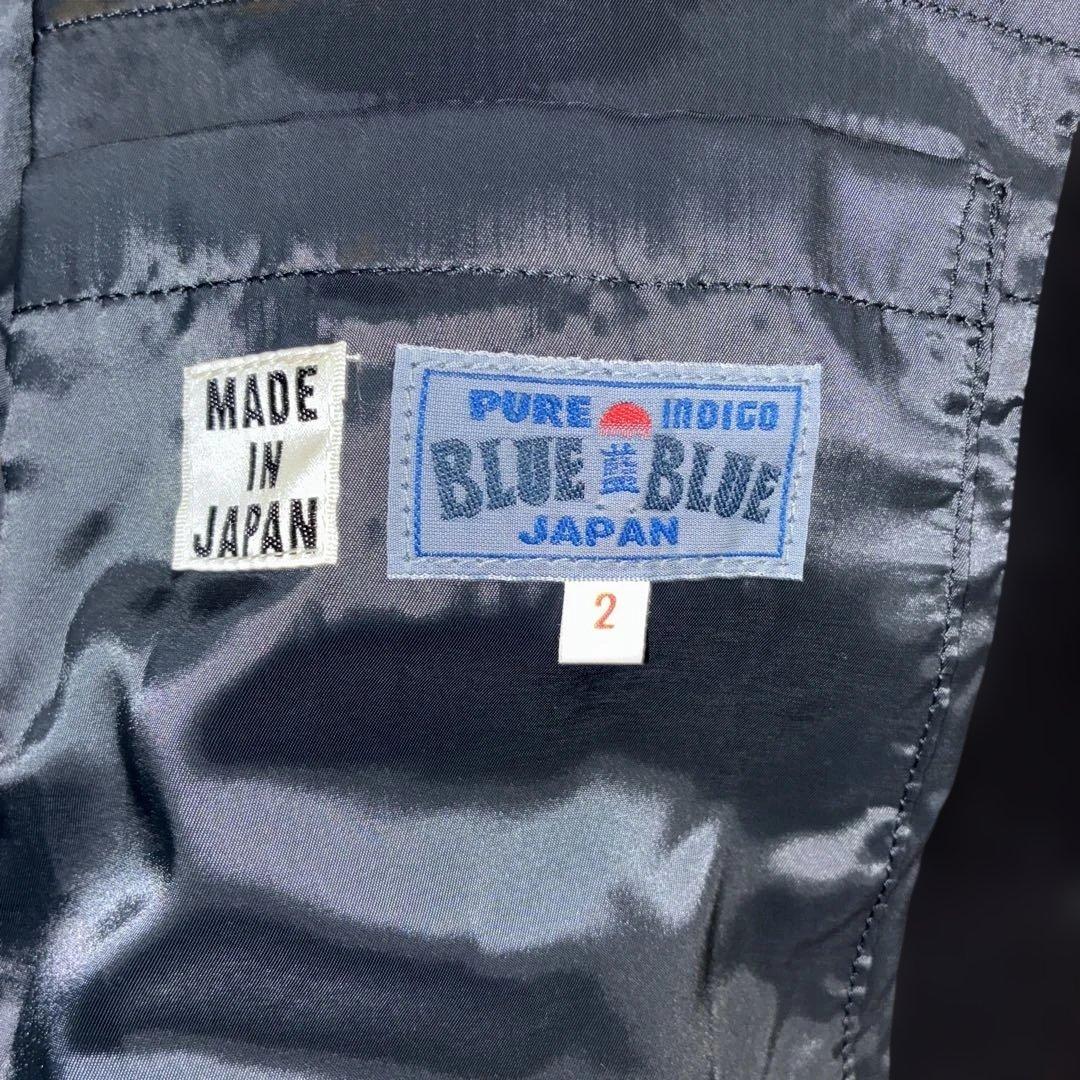 MADE
IN
JAPAN
PURE INDIGO
BLUE 藍 BLUE
JAPAN
2